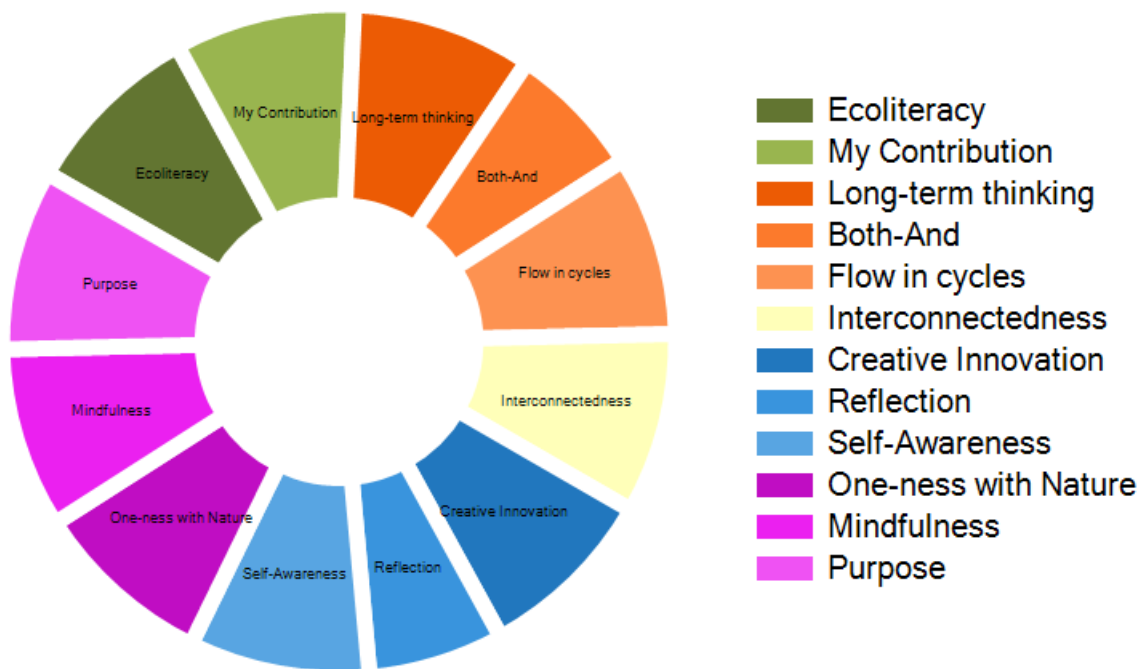 My Contribution
Long-term thinking
Ecoliteracy
Both-And
Purpose
Flow in cycles
Mindfulness
Interconnectedness
One-ness with Nature
Creative Innovation
Self-Awareness
Reflection
Ecoliteracy
My Contribution
Long-term thinking
Both-And
Flow in cycles
Interconnectedness
Creative Innovation
Reflection
Self-Awareness
One-ness with Nature
Mindfulness
Purpose